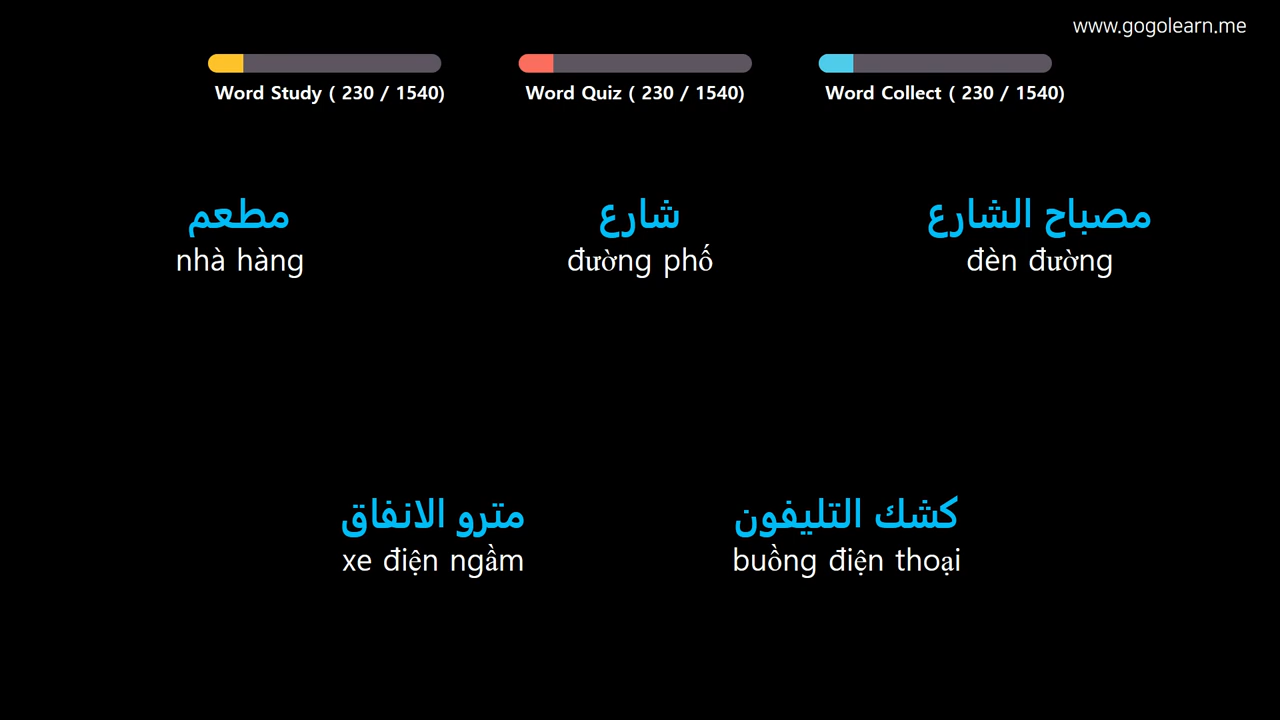 www.gogolearn.me
Word Study ( 230 / 1540)
Word Quiz ( 230 / 1540)
Word Collect ( 230 / 1540)
مطعم
nhà hàng
شارع
đường phố
مصباح الشارع
đèn đường
مترو الانفاق
xe điện ngầm
كشك التليفون
buồng điện thoại